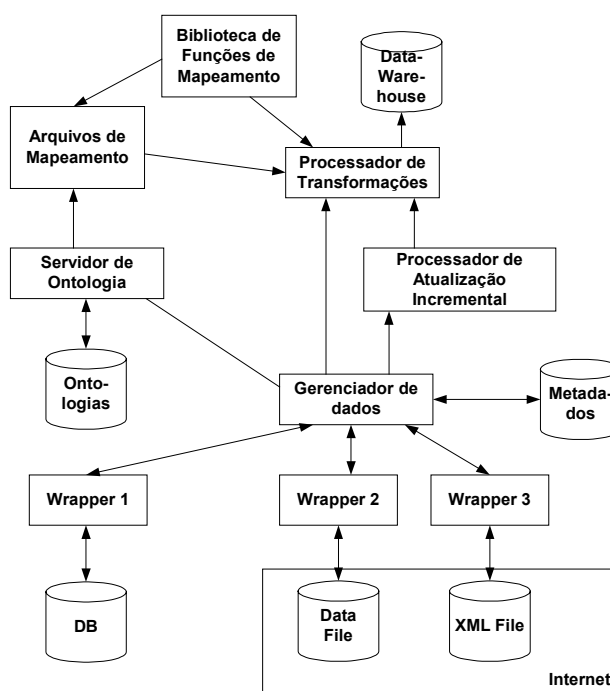 Biblioteca de
Funções de
Mapeamento
Data-
Ware-
house
Arquivos de
Mapeamento
Processador de
Transformações
Servidor de
Ontologia
Processador de
Atualização
Incremental
Onto-
logias
Gerenciador de
dados
Metada-
dos
Wrapper 1
Wrapper 2
Wrapper 3
DB
Data
File
XML File
Internet